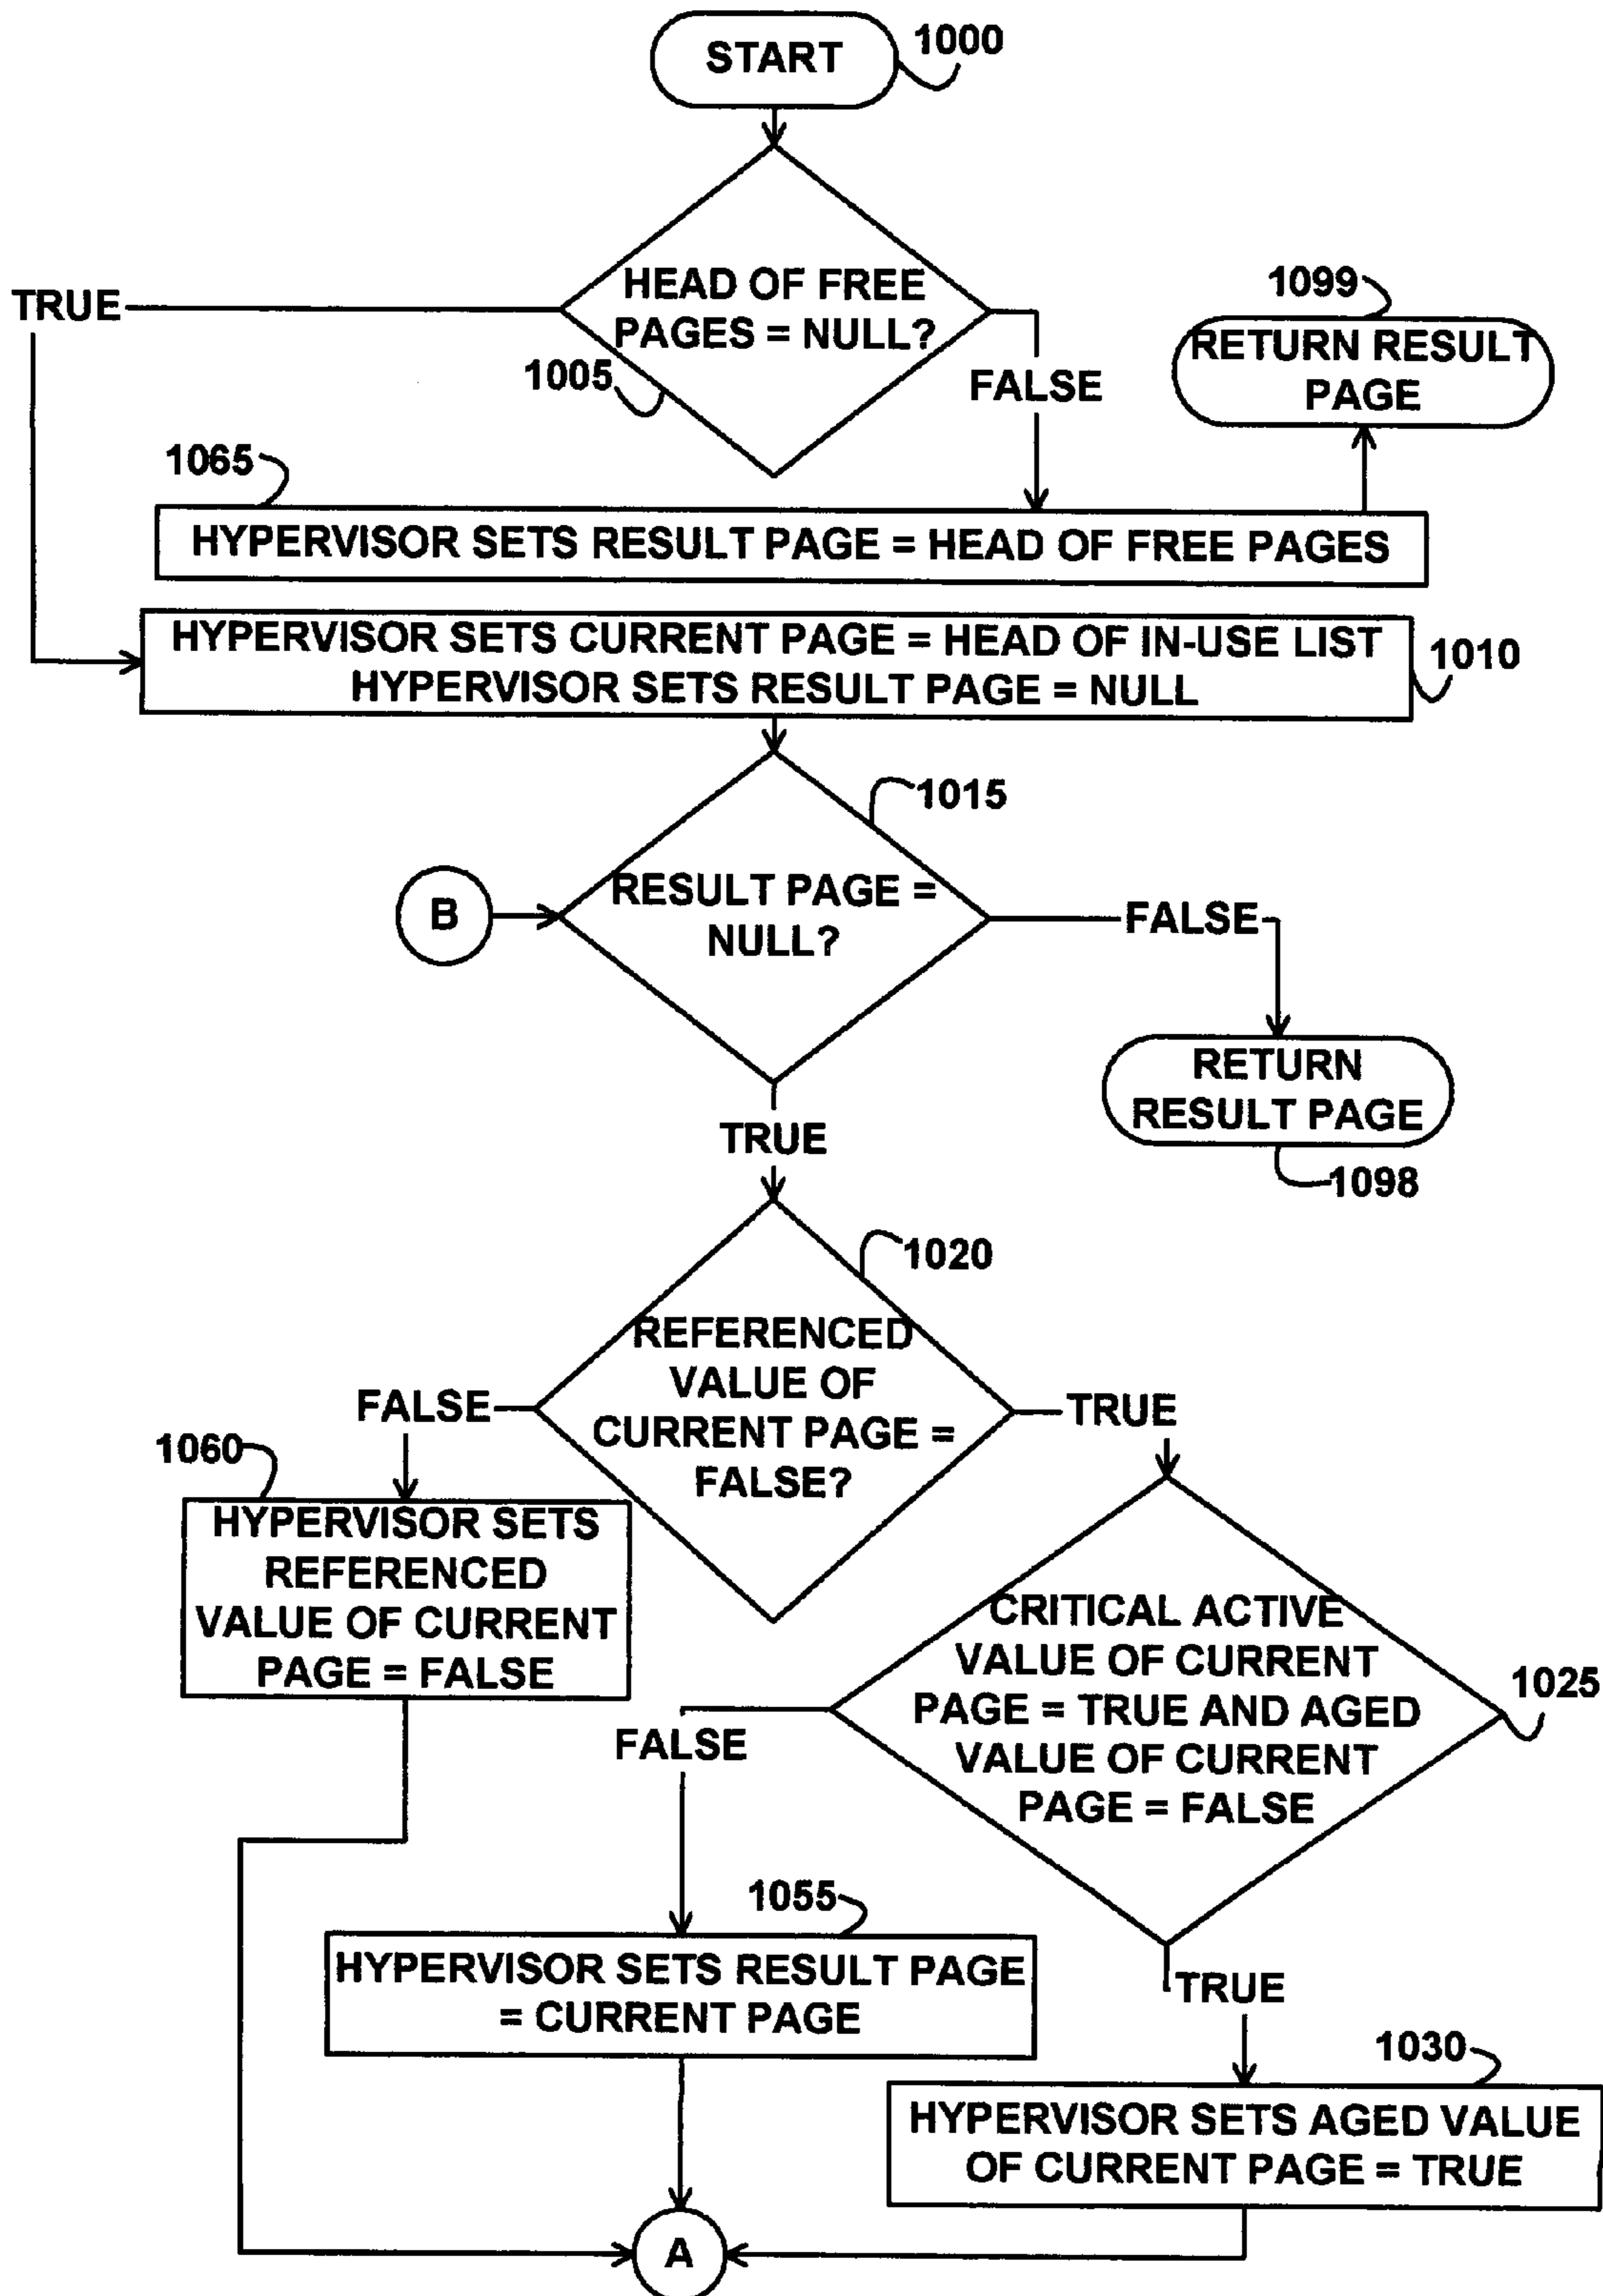 START
1000
HEAD OF FREE
PAGES = NULL?
1005
TRUE
FALSE
1099
RETURN RESULT
PAGE
1065
HYPERVISOR SETS RESULT PAGE = HEAD OF FREE PAGES
HYPERVISOR SETS CURRENT PAGE = HEAD OF IN-USE LIST
HYPERVISOR SETS RESULT PAGE = NULL
1010
1015
B
RESULT PAGE =
NULL?
FALSE
RETURN
RESULT PAGE
1098
TRUE
1020
REFERENCED
VALUE OF
CURRENT PAGE =
FALSE?
FALSE
TRUE
1060
HYPERVISOR SETS
REFERENCED
VALUE OF CURRENT
PAGE = FALSE
CRITICAL ACTIVE
VALUE OF CURRENT
PAGE = TRUE AND AGED
VALUE OF CURRENT
PAGE = FALSE
1025
FALSE
1055
HYPERVISOR SETS RESULT PAGE
= CURRENT PAGE
TRUE
1030
HYPERVISOR SETS AGED VALUE
OF CURRENT PAGE = TRUE
A